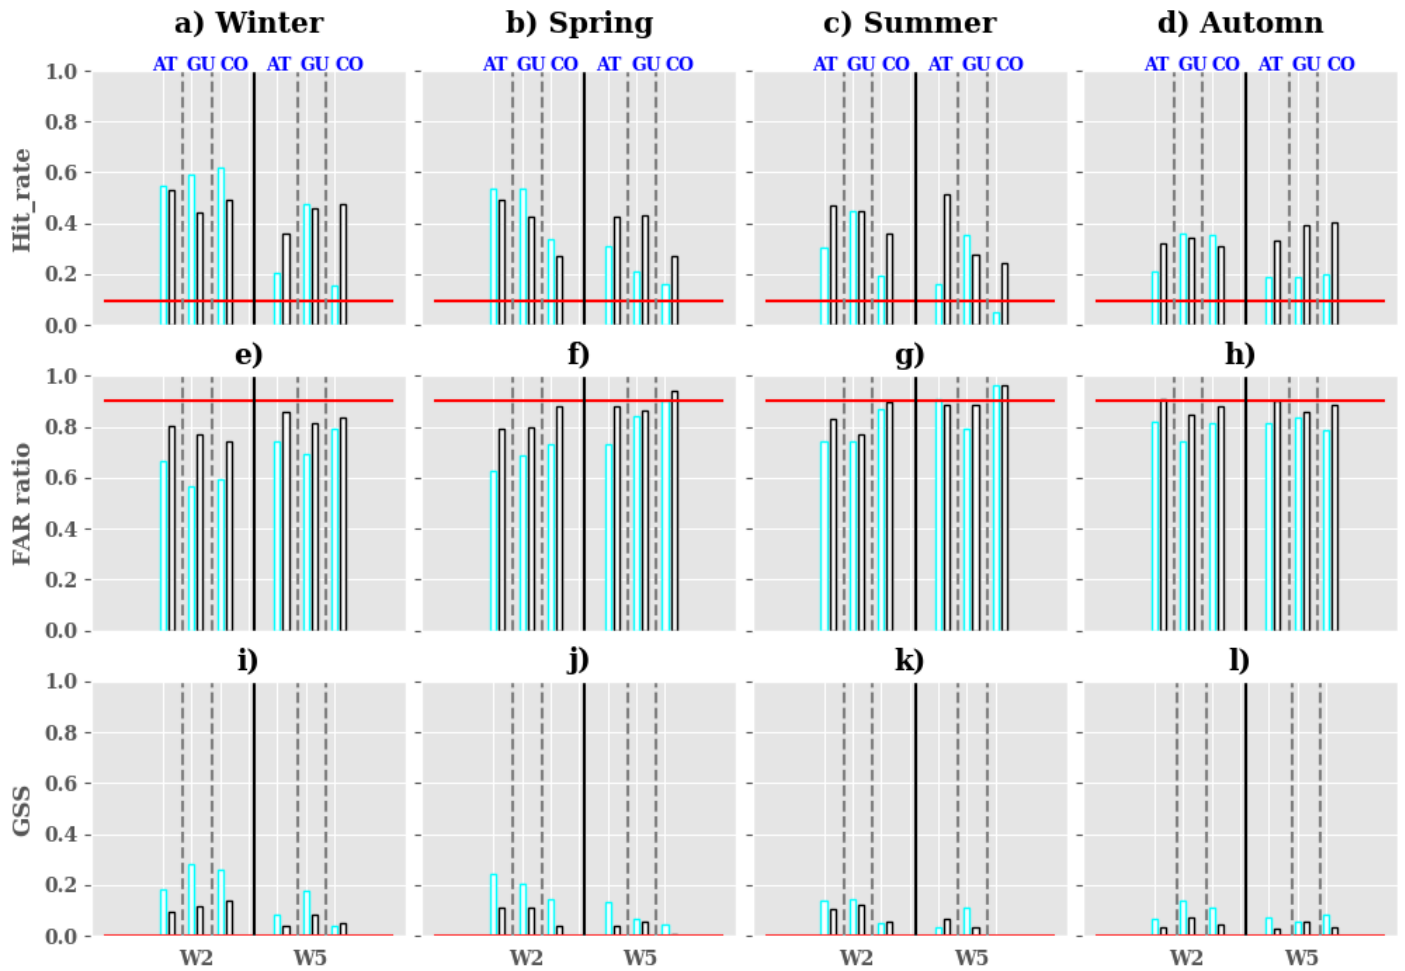 a) Winter b) Spring c) Summer d) Automn
AT GU CO AT GU CO AT GU CO AT GU CO AT GU CO AT GU CO AT GU CO AT GU CO
Hit_rate
1.0
0.8
0.6
0.4
0.2
0.0
e) f) g) h)
FAR ratio
1.0
0.8
0.6
0.4
0.2
0.0
i) j) k) l)
GSS
1.0
0.8
0.6
0.4
0.2
0.0
W2 W5 W2 W5 W2 W5 W2 W5